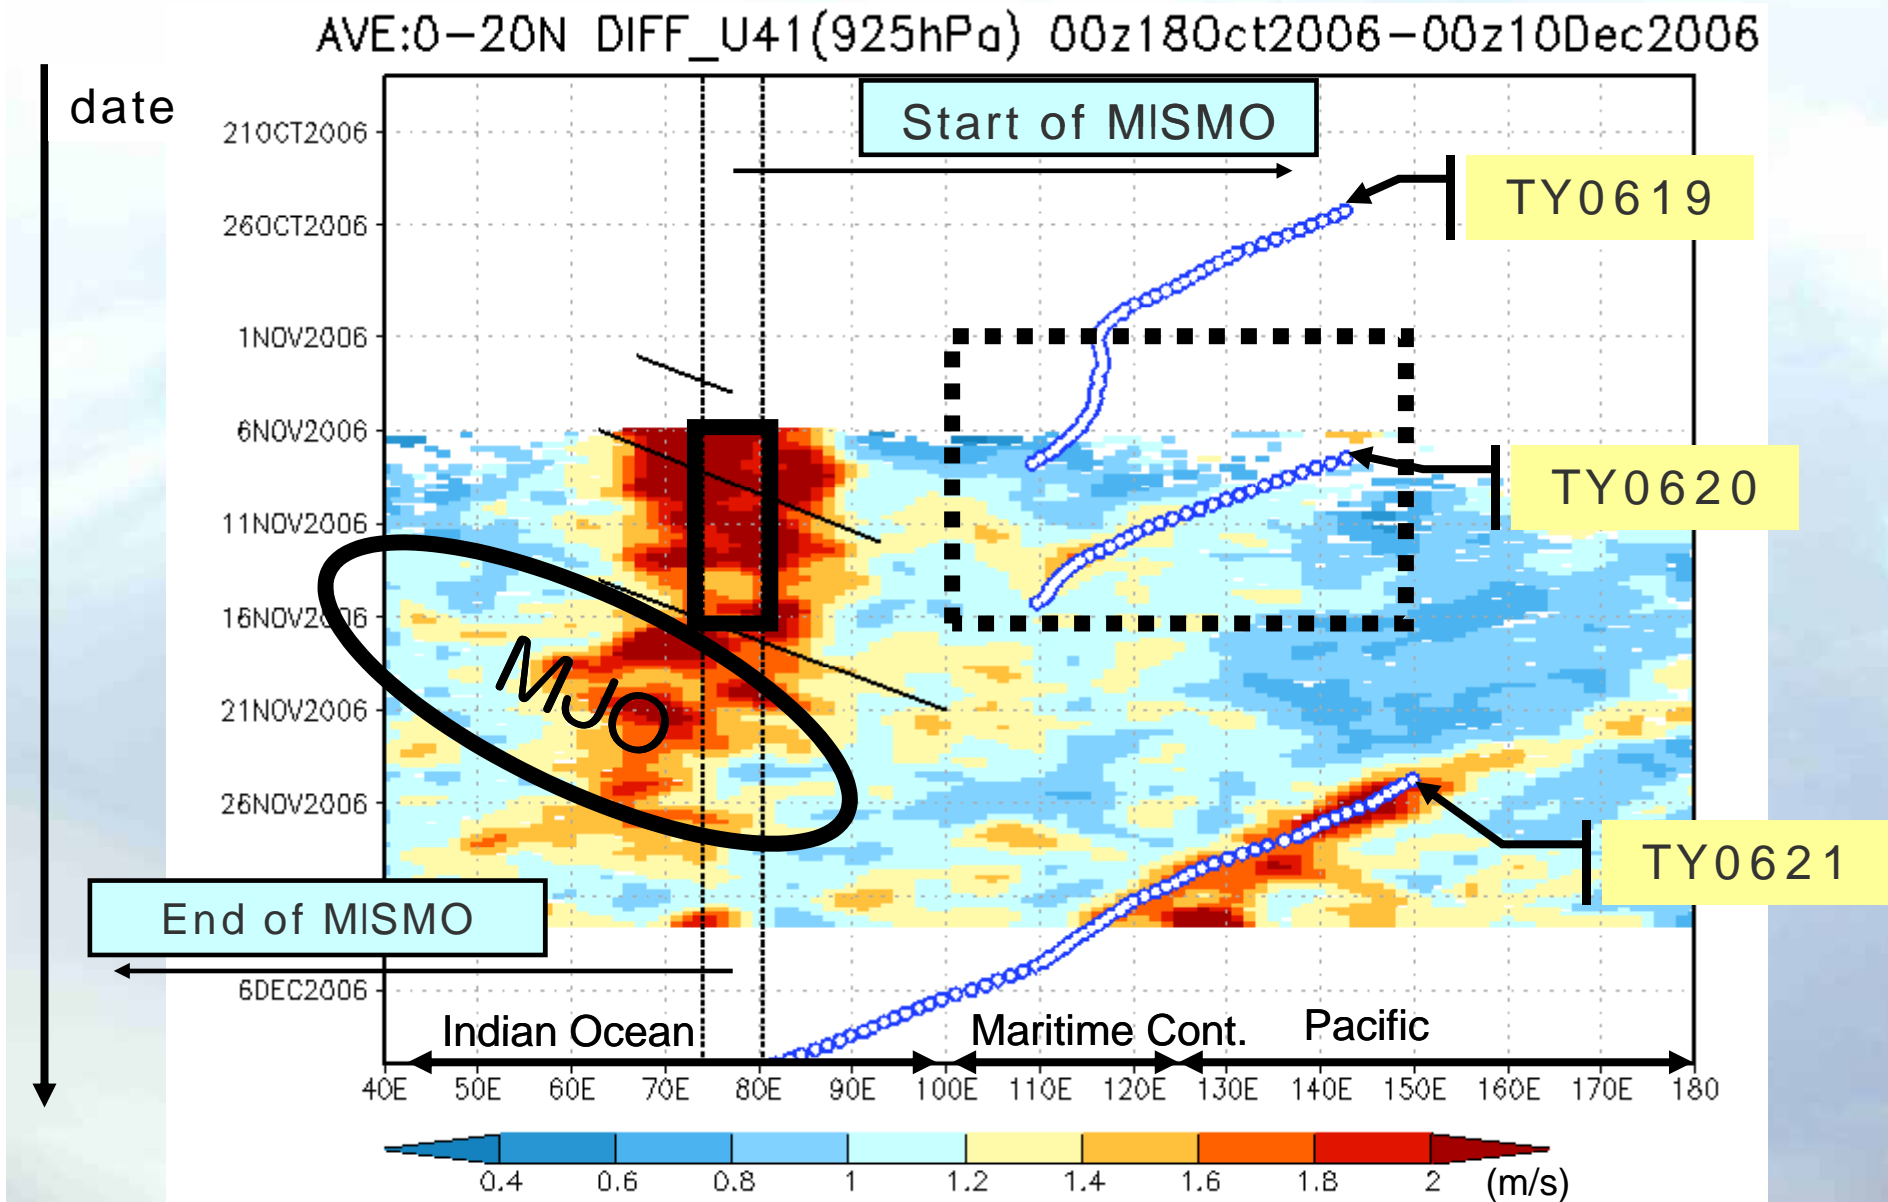 AVE:0-20N DIFF_U41(925hPa) 00z18Oct2006-00z10Dec2006
date
Start of MISMO
TY0619
TY0620
TY0621
21OCT2006
26OCT2006
1NOV2006
6NOV2006
11NOV2006
16NOV2006
21NOV2006
26NOV2006
6DEC2006
MJO
End of MISMO
Indian Ocean Maritime Cont. Pacific
40E 50E 60E 70E 80E 90E 100E 110E 120E 130E 140E 150E 160E 170E 180
0.4 0.6 0.8 1 1.2 1.4 1.6 1.8 2 (m/s)